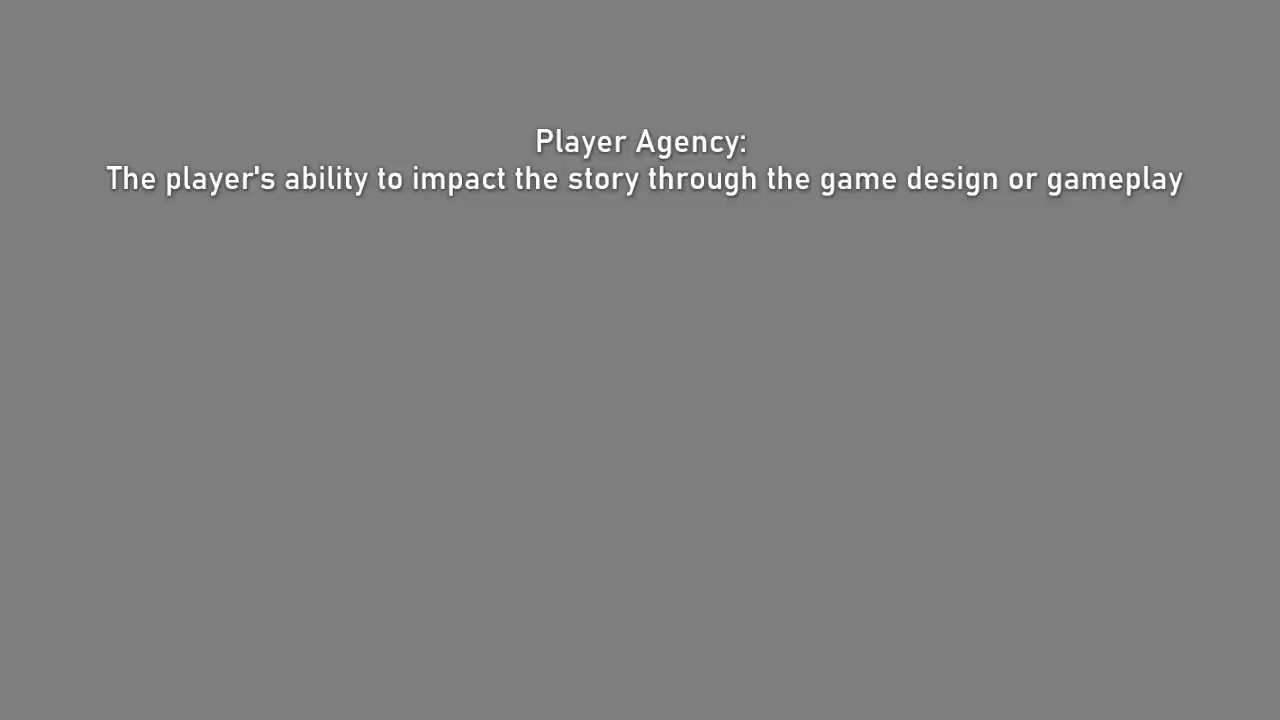 Player Agency:
The player's ability to impact the story through the game design or gameplay